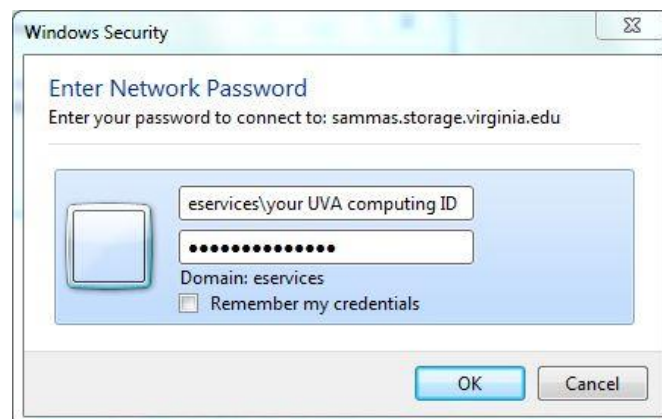 Windows Security
Enter Network Password
Enter your password to connect to: sammas.storage.virginia.edu
eservices\your UVA computing ID
●●●●●●●●●●●●●●
Domain: eservices
Remember my credentials
OK
Cancel